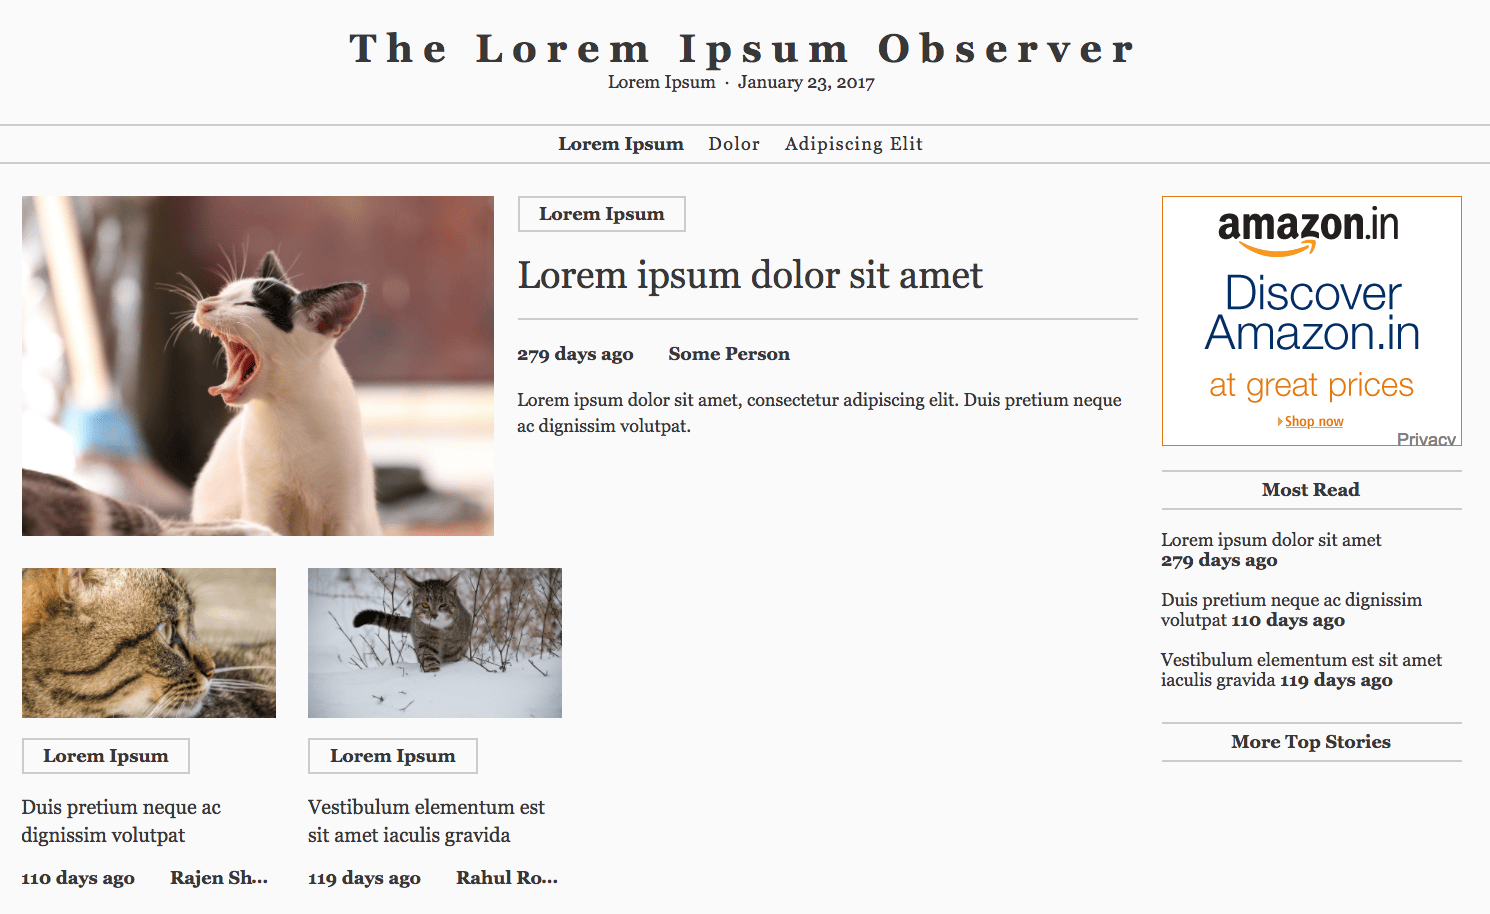 The Lorem Ipsum Observer
Lorem Ipsum · January 23, 2017
Lorem Ipsum Dolor Adipiscing Elit
Lorem Ipsum
Lorem ipsum dolor sit amet
279 days ago Some Person
Lorem ipsum dolor sit amet, consectetur adipiscing elit. Duis pretium neque
ac dignissim volutpat.
Lorem Ipsum
Duis pretium neque ac
dignissim volutpat
110 days ago Rajen Sh...
Lorem Ipsum
Vestibulum elementum est
sit amet iaculis gravida
119 days ago Rahul Ro...
amazon.in
Discover
Amazon.in
at great prices
Shop now
Privacy
Most Read
Lorem ipsum dolor sit amet
279 days ago
Duis pretium neque ac dignissim
volutpat 110 days ago
Vestibulum elementum est sit amet
iaculis gravida 119 days ago
More Top Stories